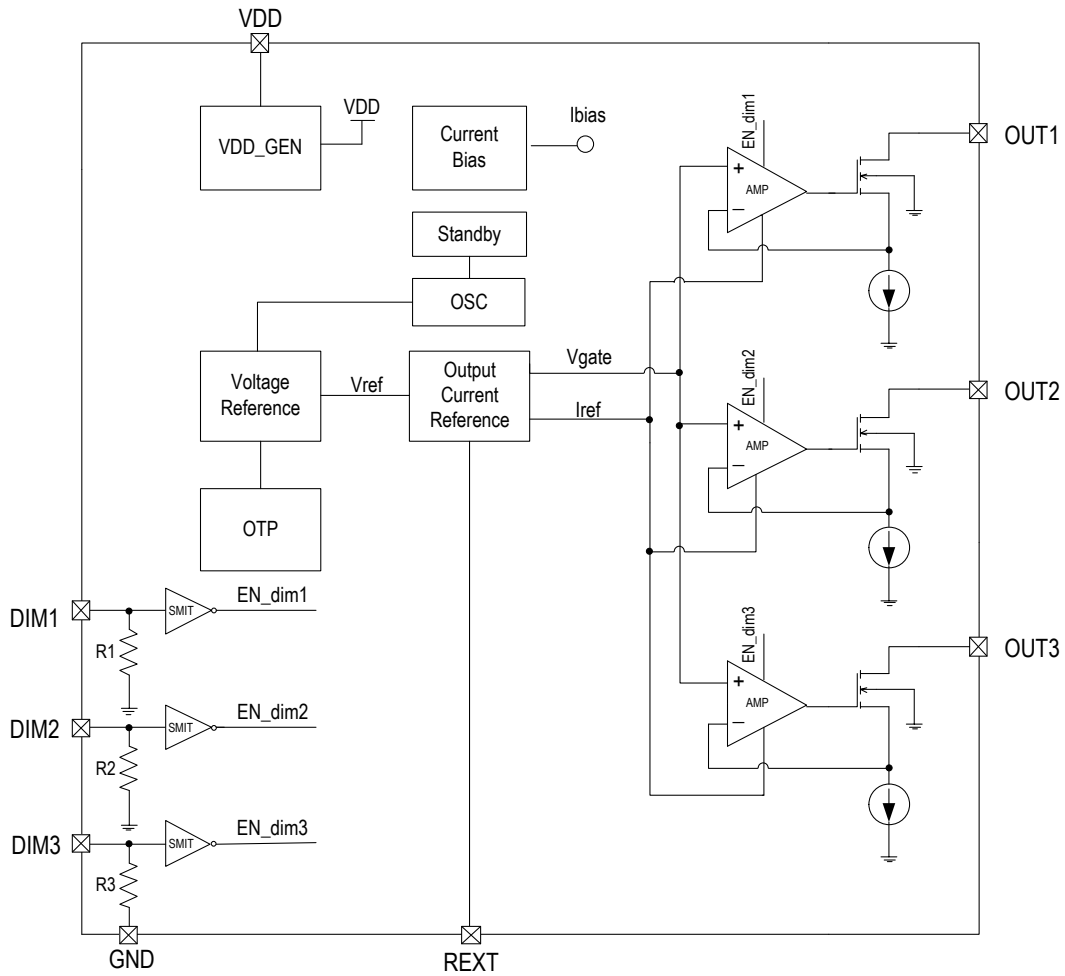 VDD
VDD_GEN
VDD
Current
Bias
Ibias
Standby
OSC
Voltage
Reference
Vref
Output
Current
Reference
Vgate
Iref
OTP
EN_dim1
+
AMP
−
OUT1
EN_dim2
+
AMP
−
OUT2
EN_dim3
+
AMP
−
OUT3
DIM1
R1
SMIT
EN_dim1
DIM2
R2
SMIT
EN_dim2
DIM3
R3
SMIT
EN_dim3
GND
REXT